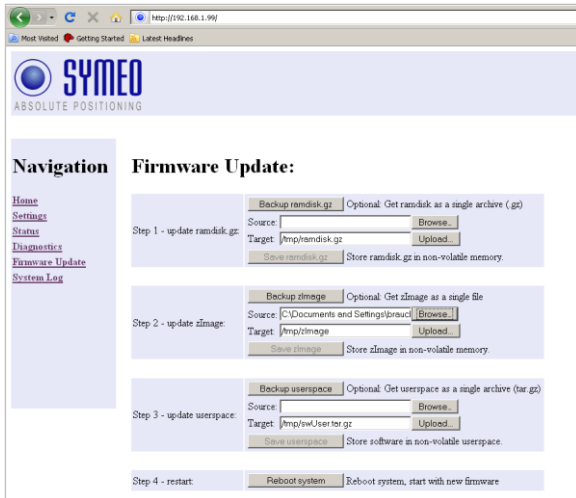 http://192.168.1.99/
Most Visited Getting Started Latest Headlines
SYMEO
ABSOLUTE POSITIONING
Navigation
Home
Settings
Status
Diagnostics
Firmware Update
System Log
Firmware Update:
Step 1 - update ramdisk.gz:
Backup ramdisk.gz Optional: Get ramdisk as a single archive (.gz)
Source: Browse...
Target: /tmp/ramdisk.gz Upload...
Save ramdisk.gz Store ramdisk.gz in non-volatile memory.
Step 2 - update zImage:
Backup zImage Optional: Get zImage as a single file
Source: C:\Documents and Settings\braucl Browse...
Target: /tmp/zImage Upload...
Save zImage Store zImage in non-volatile memory.
Step 3 - update userspace:
Backup userspace Optional: Get userspace as a single archive (tar.gz)
Source: Browse...
Target: /tmp/swUser.tar.gz Upload...
Save userspace Store software in non-volatile userspace.
Step 4 - restart: Reboot system Reboot system, start with new firmware